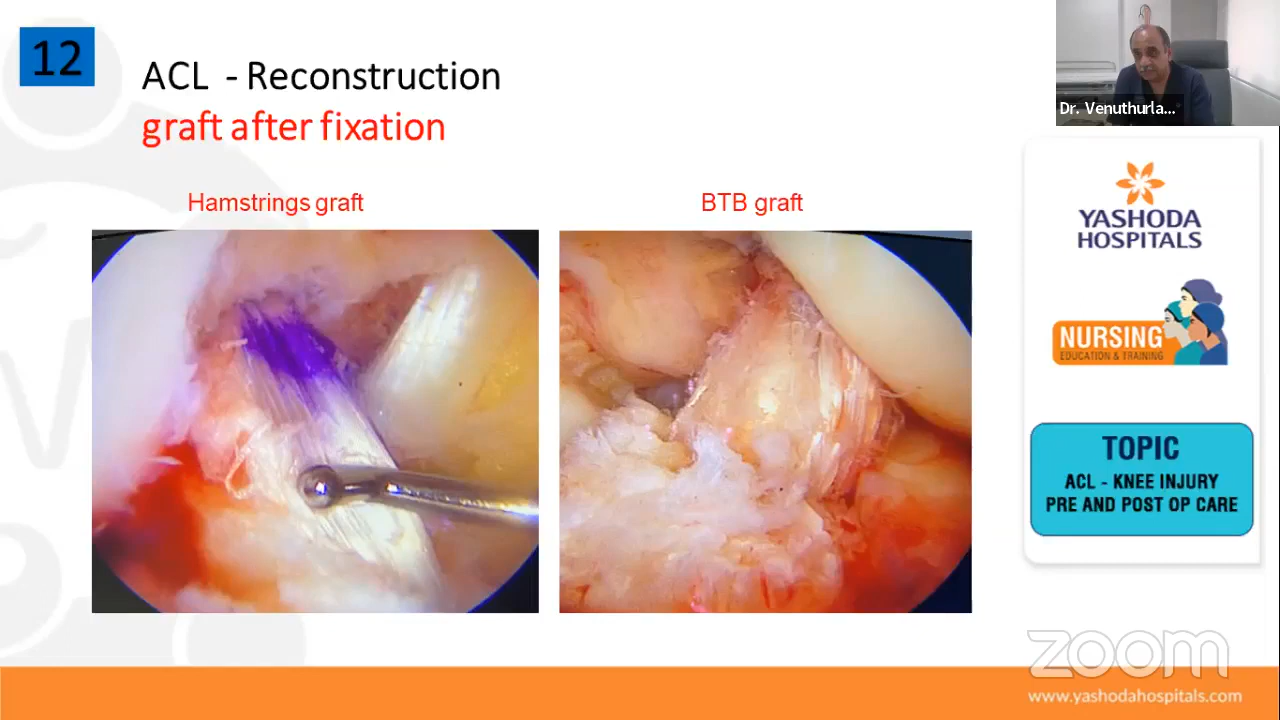 12
ACL - Reconstruction
graft after fixation
Hamstrings graft
BTB graft
Dr. Venuthurla...
YASHODA
HOSPITALS
NURSING
EDUCATION & TRAINING
TOPIC
ACL - KNEE INJURY
PRE AND POST OP CARE
zoom
www.yashodahospitals.com